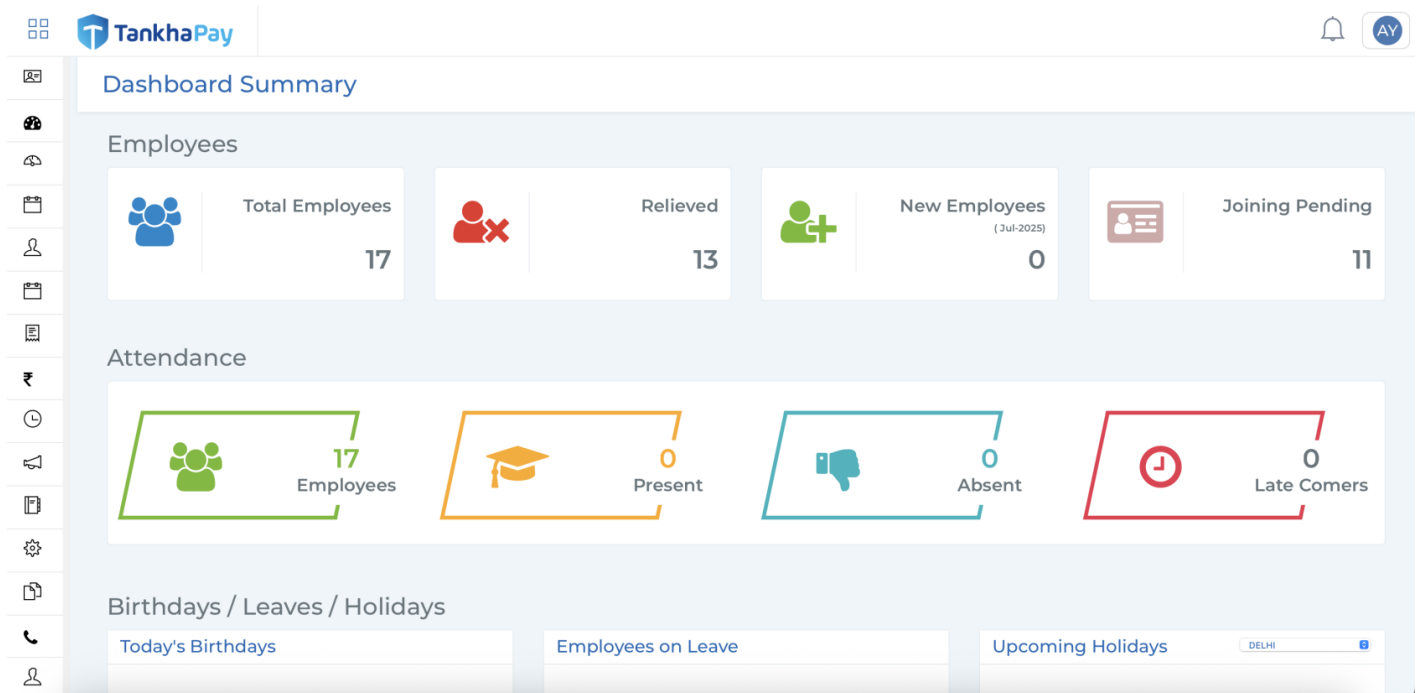 TankhaPay
AY
Dashboard Summary
Employees
Total Employees
17
Relieved
13
New Employees
( Jul-2025)
0
Joining Pending
11
Attendance
17
Employees
0
Present
0
Absent
0
Late Comers
Birthdays / Leaves / Holidays
Today's Birthdays
Employees on Leave
Upcoming Holidays
DELHI